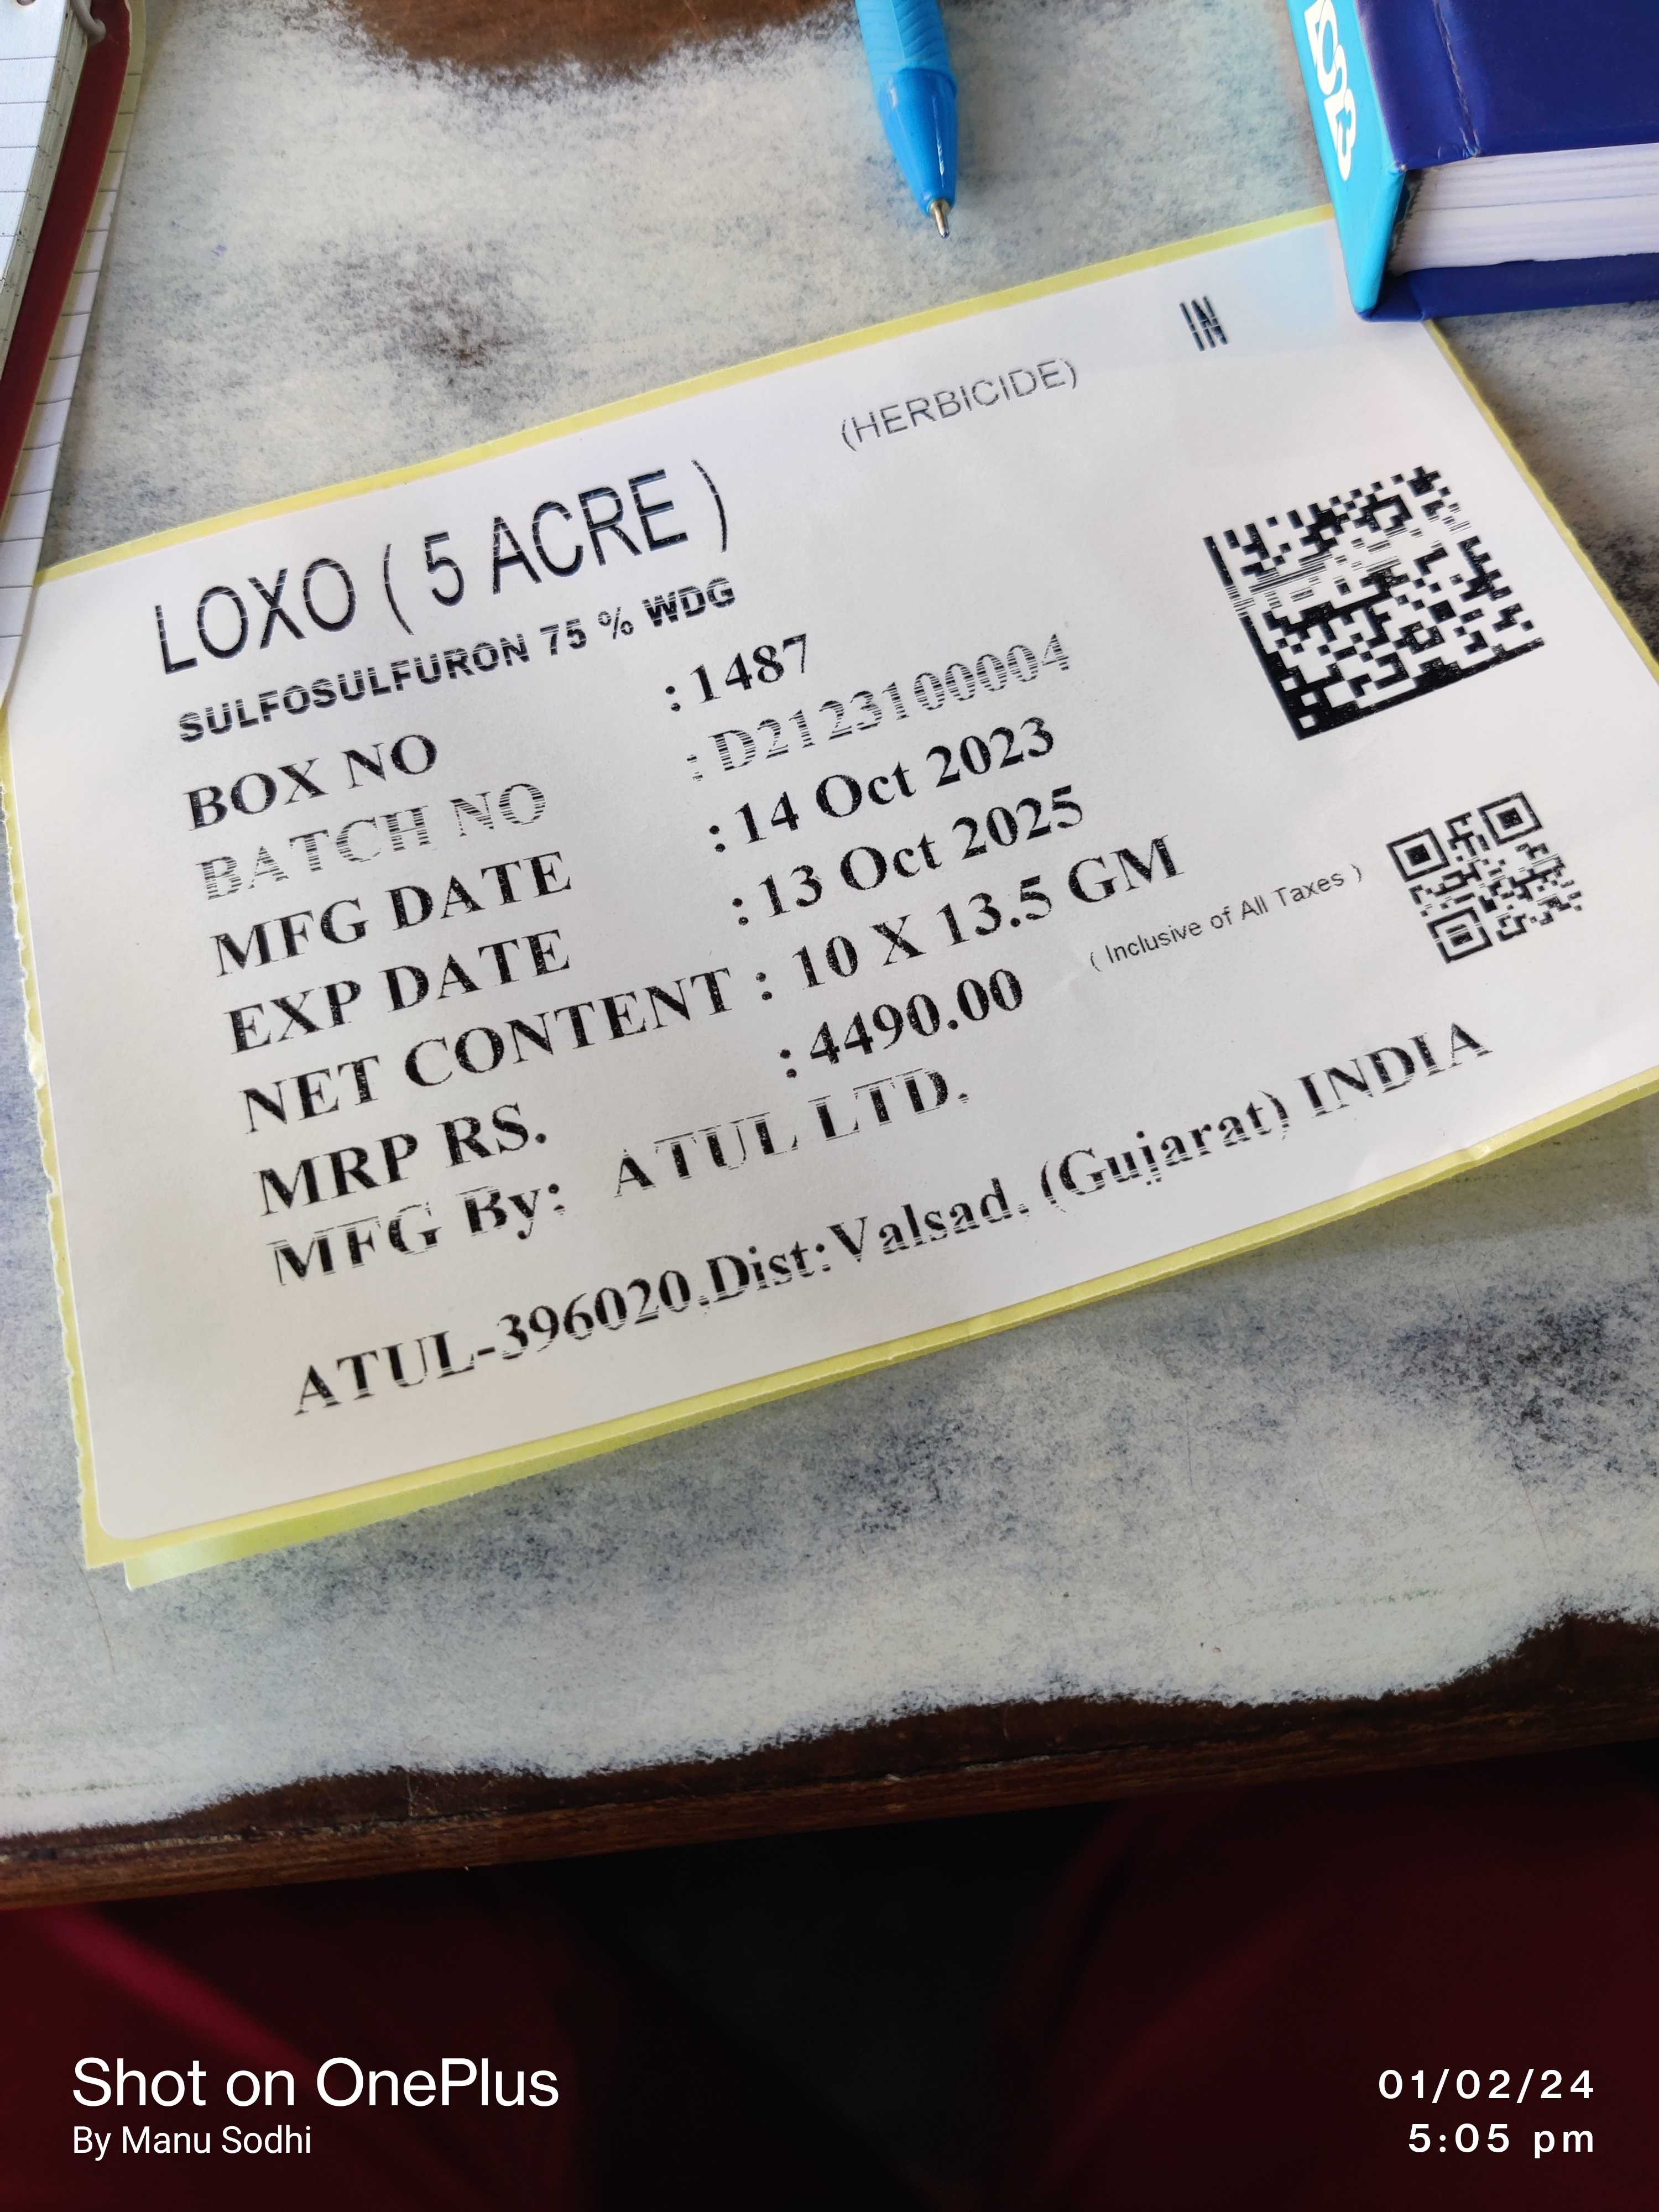 IN
(HERBICIDE)
LOXO ( 5 ACRE )
SULFOSULFURON 75 % WDG
BOX NO : 1487
BATCH NO : D2123100004
MFG DATE : 14 Oct 2023
EXP DATE : 13 Oct 2025
NET CONTENT : 10 X 13.5 GM
MRP RS. : 4490.00 ( Inclusive of All Taxes )
MFG By: ATUL LTD.
ATUL-396020,Dist:Valsad, (Gujarat) INDIA
Shot on OnePlus
By Manu Sodhi
01/02/24
5:05 pm